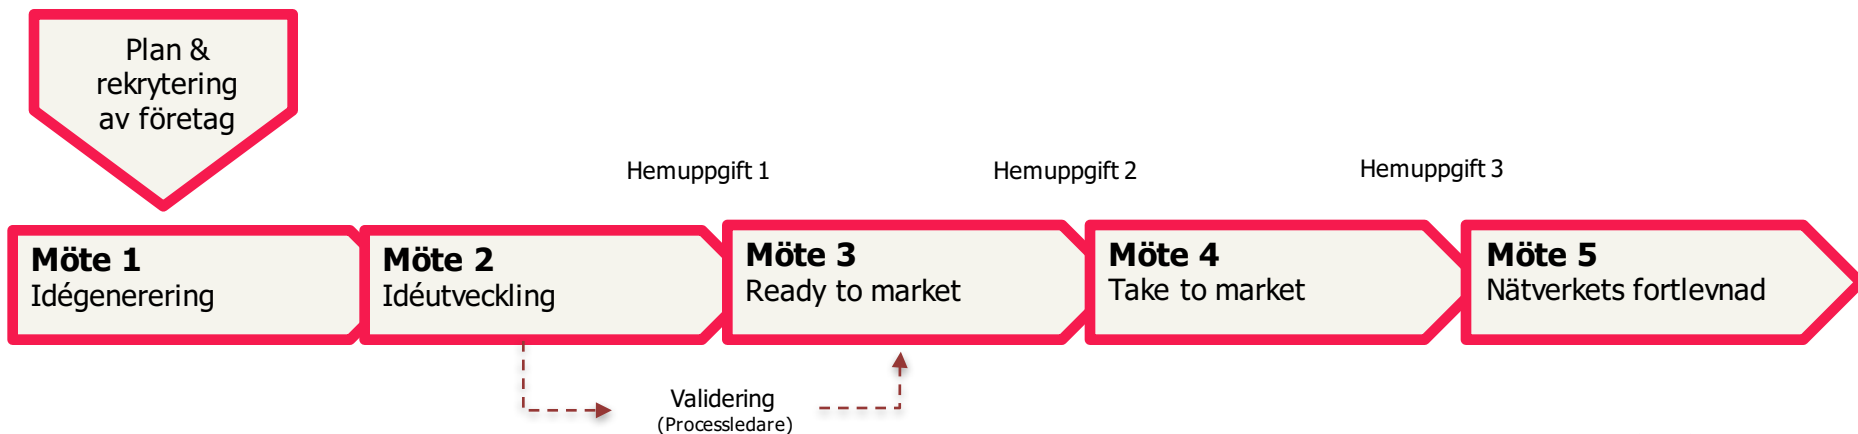 Plan &
rekrytering
av företag
Hemuppgift 1
Hemuppgift 2
Hemuppgift 3
Möte 1
Idégenerering
Möte 2
Idéutveckling
Möte 3
Ready to market
Möte 4
Take to market
Möte 5
Nätverkets fortlevnad
Validering
(Processledare)